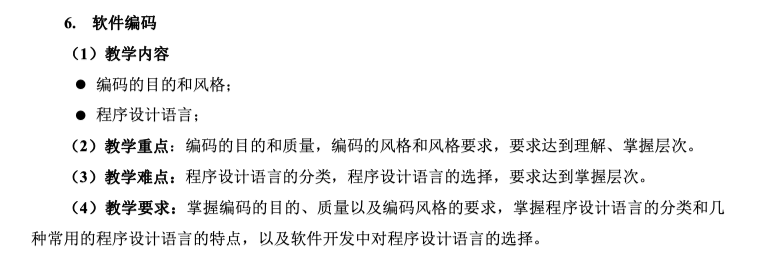 6. 软件编码
（1）教学内容
● 编码的目的和风格；
● 程序设计语言；
（2）教学重点：编码的目的和质量，编码的风格和风格要求，要求达到理解、掌握层次。
（3）教学难点：程序设计语言的分类，程序设计语言的选择，要求达到掌握层次。
（4）教学要求：掌握编码的目的、质量以及编码风格的要求，掌握程序设计语言的分类和几
种常用的程序设计语言的特点，以及软件开发中对程序设计语言的选择。